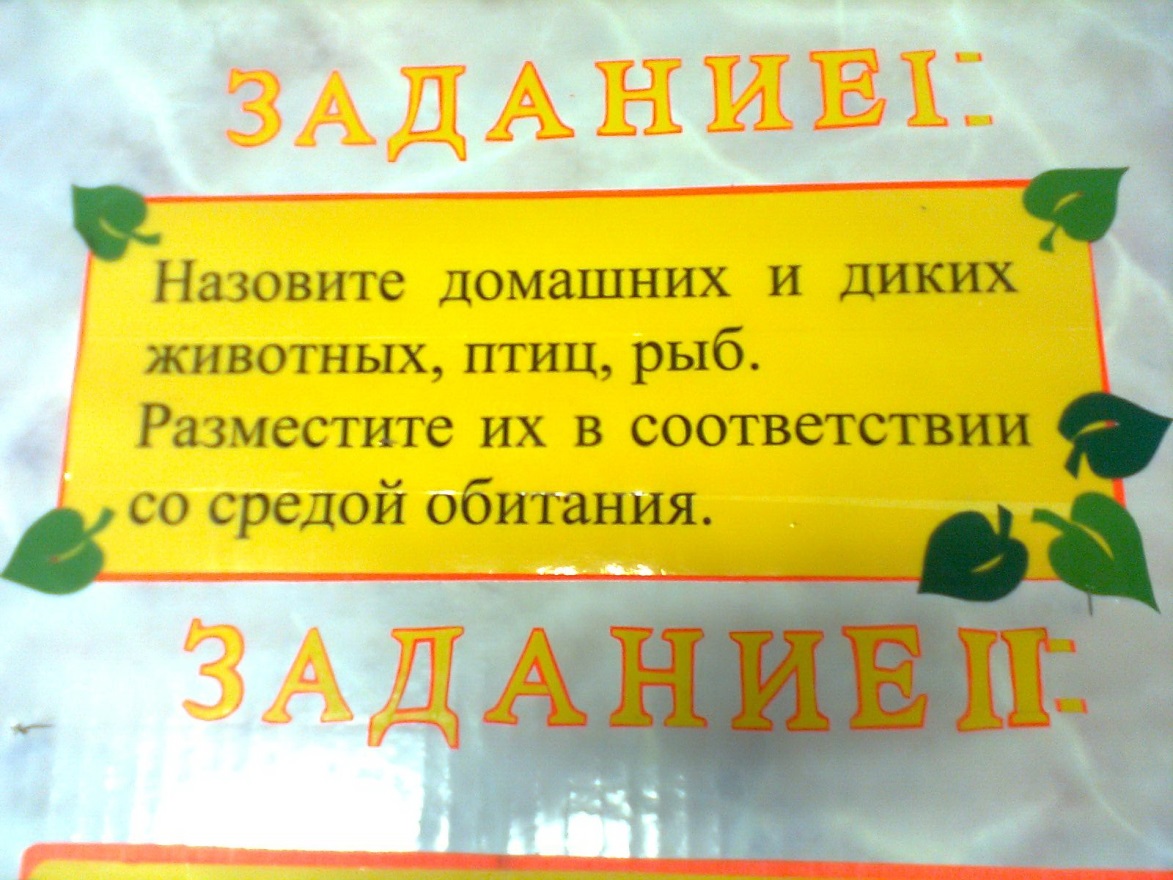 ЗАДАНИЕ I:
Назовите домашних и диких
животных, птиц, рыб.
Разместите их в соответствии
со средой обитания.
ЗАДАНИЕ II: